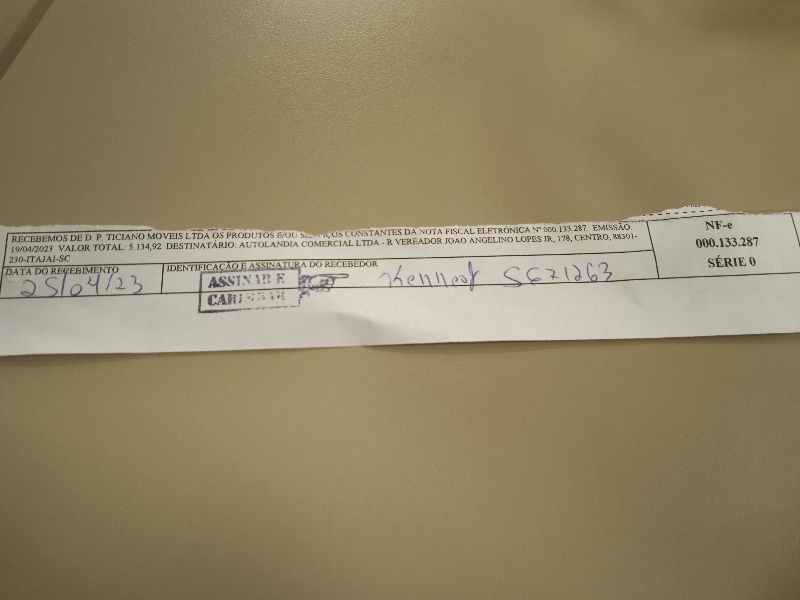 RECEBEMOS DE D. P. TICIANO MOVEIS LTDA OS PRODUTOS E/OU SERVIÇOS CONSTANTES DA NOTA FISCAL ELETRÔNICA Nº 000.133.287 EMISSÃO:
19/04/2023 VALOR TOTAL: 5.134,92 DESTINATÁRIO: AUTOLANDIA COMERCIAL LTDA - R VEREADOR JOAO ANGELINO LOPES JR, 178, CENTRO, 88301-
230-ITAJAI-SC
DATA DO RECEBIMENTO
25/04/23
IDENTIFICAÇÃO E ASSINATURA DO RECEBEDOR
ASSINAR E
CARIMBAR
5671263
NF-e
000.133.287
SÉRIE 0